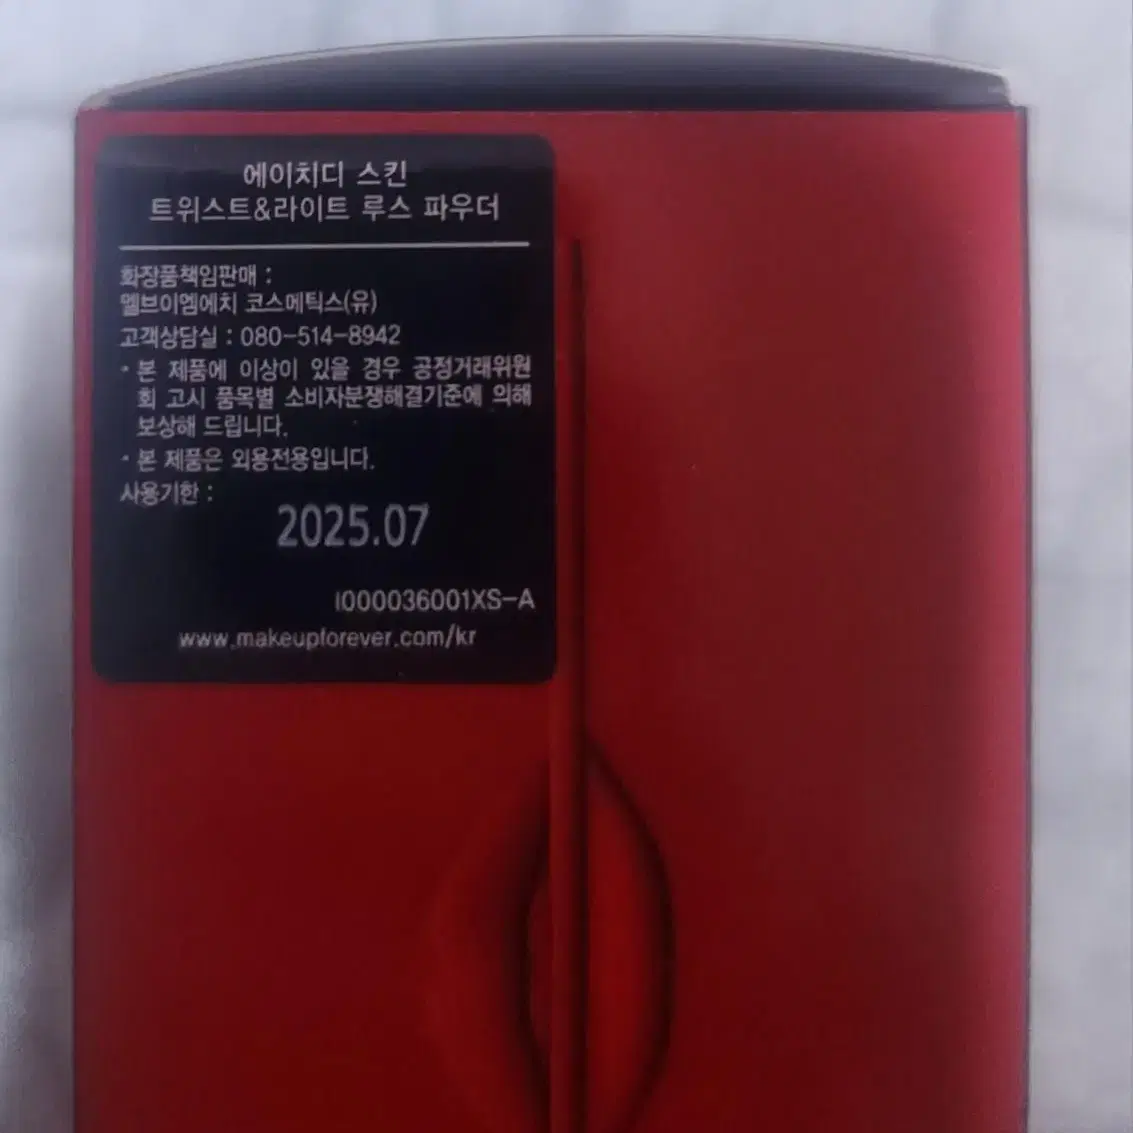 에이치디 스킨
트위스트&라이트 루스 파우더
화장품책임판매 :
엘브이엠에치 코스메틱스(유)
고객상담실 : 080-514-8942
· 본 제품에 이상이 있을 경우 공정거래위원
회 고시 품목별 소비자분쟁해결기준에 의해
보상해 드립니다.
· 본 제품은 외용전용입니다.
사용기한 :
2025.07
I000036001XS-A
www.makeupforever.com/kr